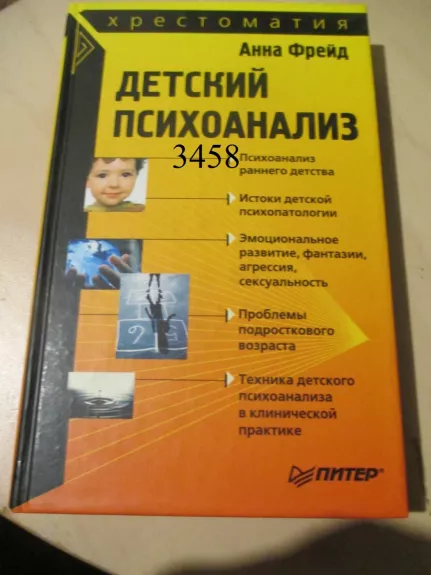 хрестоматия
Анна Фрейд
ДЕТСКИЙ
ПСИХОАНАЛИЗ
3458
Психоанализ
раннего детства
Истоки детской
психопатологии
Эмоциональное
развитие, фантазии,
агрессия,
сексуальность
Проблемы
подросткового
возраста
Техника детского
психоанализа
в клинической
практике
ПИТЕР®